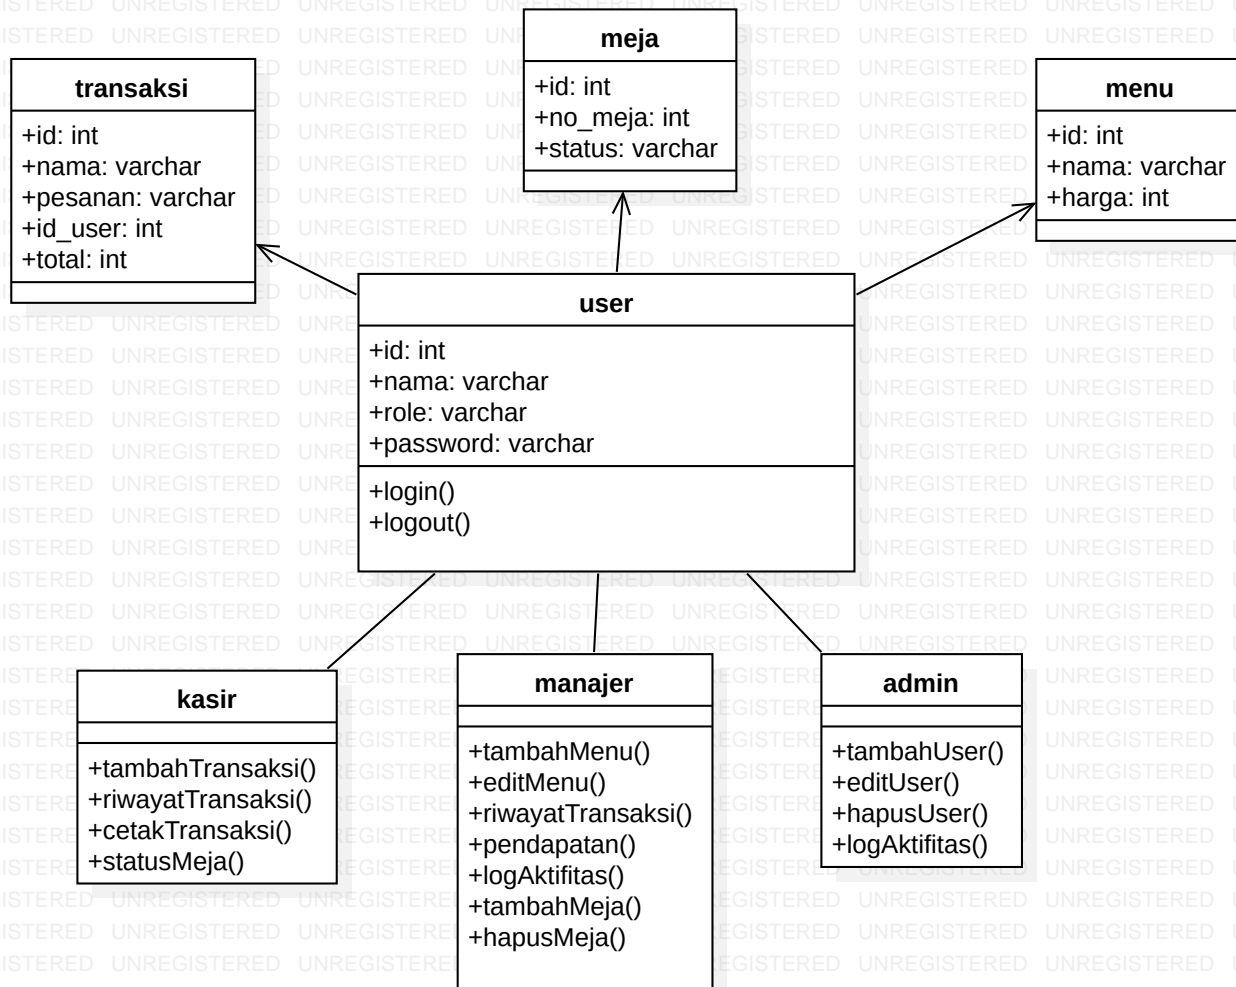 meja
+id: int
+no_meja: int
+status: varchar
transaksi
+id: int
+nama: varchar
+pesanan: varchar
+id_user: int
+total: int
menu
+id: int
+nama: varchar
+harga: int
user
+id: int
+nama: varchar
+role: varchar
+password: varchar
+login()
+logout()
kasir
+tambahTransaksi()
+riwayatTransaksi()
+cetakTransaksi()
+statusMeja()
manajer
+tambahMenu()
+editMenu()
+riwayatTransaksi()
+pendapatan()
+logAktifitas()
+tambahMeja()
+hapusMeja()
admin
+tambahUser()
+editUser()
+hapusUser()
+logAktifitas()
UNREGISTERED